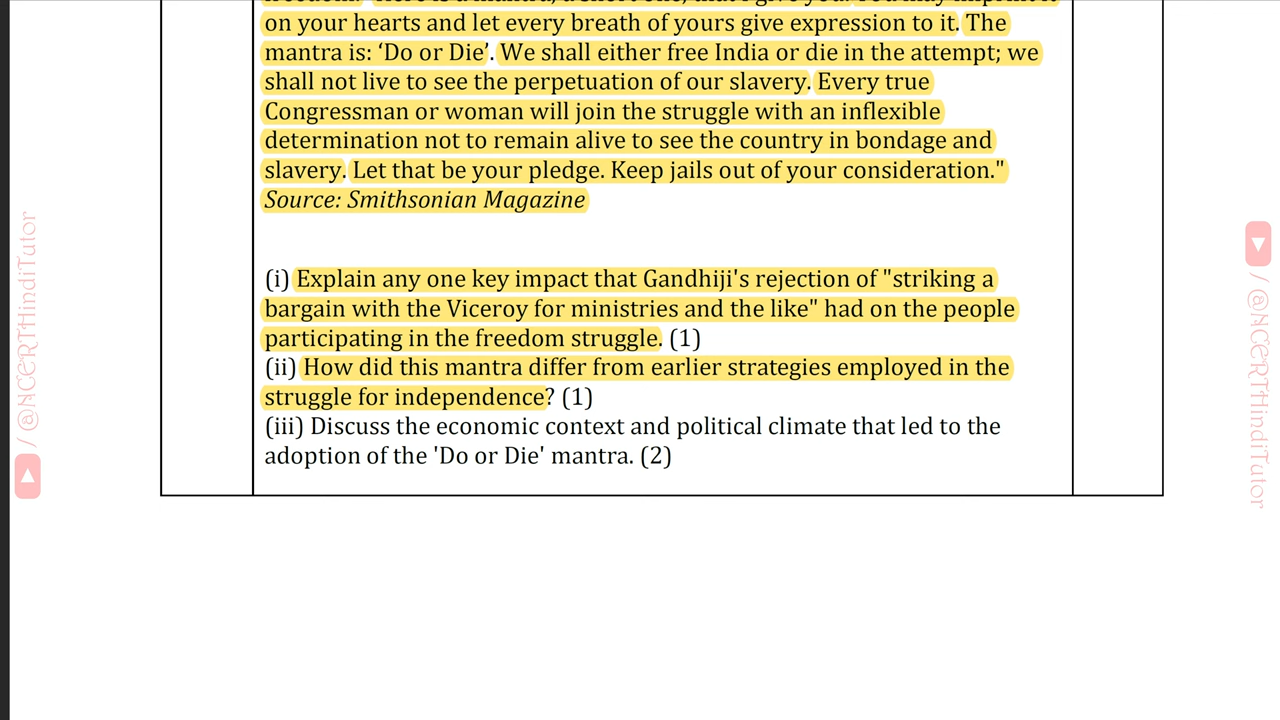 on your hearts and let every breath of yours give expression to it. The
mantra is: ‘Do or Die’. We shall either free India or die in the attempt; we
shall not live to see the perpetuation of our slavery. Every true
Congressman or woman will join the struggle with an inflexible
determination not to remain alive to see the country in bondage and
slavery. Let that be your pledge. Keep jails out of your consideration."
Source: Smithsonian Magazine
(i) Explain any one key impact that Gandhiji's rejection of "striking a
bargain with the Viceroy for ministries and the like" had on the people
participating in the freedom struggle. (1)
(ii) How did this mantra differ from earlier strategies employed in the
struggle for independence? (1)
(iii) Discuss the economic context and political climate that led to the
adoption of the 'Do or Die' mantra. (2)
/ @NCERTHindiTutor
/ @NCERTHindiTutor